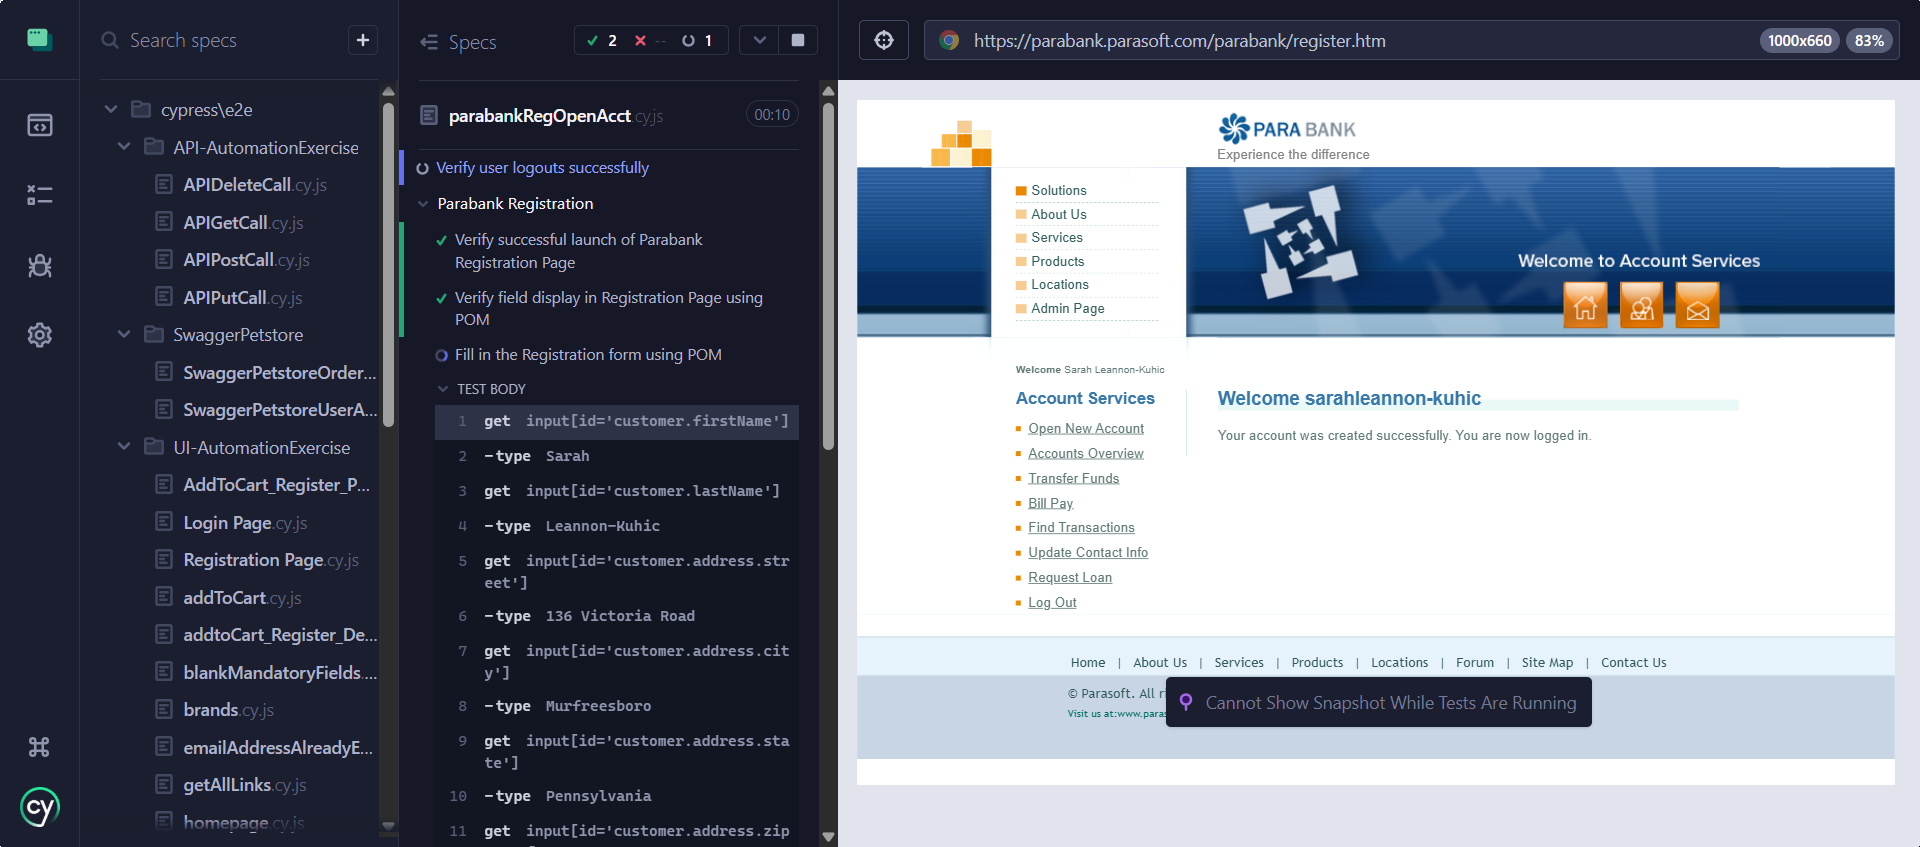 Search specs
+
cypress\e2e
API-AutomationExercise
APIDeleteCall.cy.js
APIGetCall.cy.js
APIPostCall.cy.js
APIPutCall.cy.js
SwaggerPetstore
SwaggerPetstoreOrder...
SwaggerPetstoreUserA...
UI-AutomationExercise
AddToCart_Register_P...
Login Page.cy.js
Registration Page.cy.js
addToCart.cy.js
addtoCart_Register_De...
blankMandatoryFields....
brands.cy.js
emailAddressAlreadyE...
getAllLinks.cy.js
homepage.cy.js
cy
Specs
2
--
1
parabankRegOpenAcct.cy.js
00:10
Verify user logouts successfully
Parabank Registration
Verify successful launch of Parabank
Registration Page
Verify field display in Registration Page using
POM
Fill in the Registration form using POM
TEST BODY
1 get input[id='customer.firstName']
2 -type Sarah
3 get input[id='customer.lastName']
4 -type Leannon-Kuhic
5 get input[id='customer.address.str
eet']
6 -type 136 Victoria Road
7 get input[id='customer.address.cit
y']
8 -type Murfreesboro
9 get input[id='customer.address.sta
te']
10 -type Pennsylvania
11 get input[id='customer.address.zip
https://parabank.parasoft.com/parabank/register.htm
1000x660
83%
PARA BANK
Experience the difference
Solutions
About Us
Services
Products
Locations
Admin Page
Welcome to Account Services
Welcome Sarah Leannon-Kuhic
Account Services
Open New Account
Accounts Overview
Transfer Funds
Bill Pay
Find Transactions
Update Contact Info
Request Loan
Log Out
Welcome sarahleannon-kuhic
Your account was created successfully. You are now logged in.
Home | About Us | Services | Products | Locations | Forum | Site Map | Contact Us
© Parasoft. All ri
Visit us at:www.paras
Cannot Show Snapshot While Tests Are Running